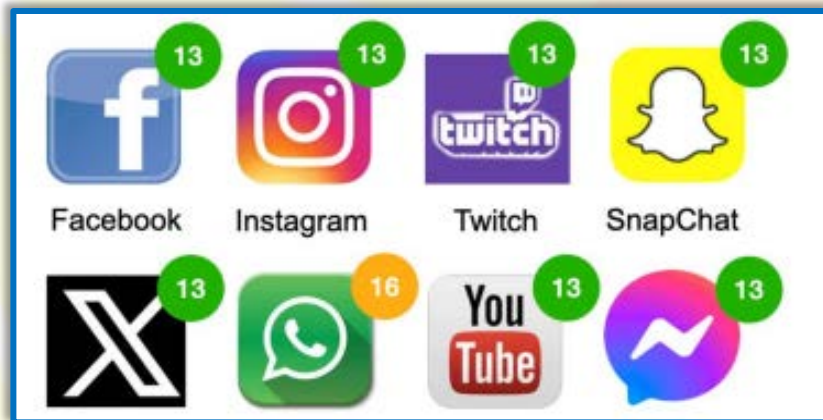 13 13 13 13
f twitch
Facebook Instagram Twitch SnapChat
13 16 13 13
X You
Tube